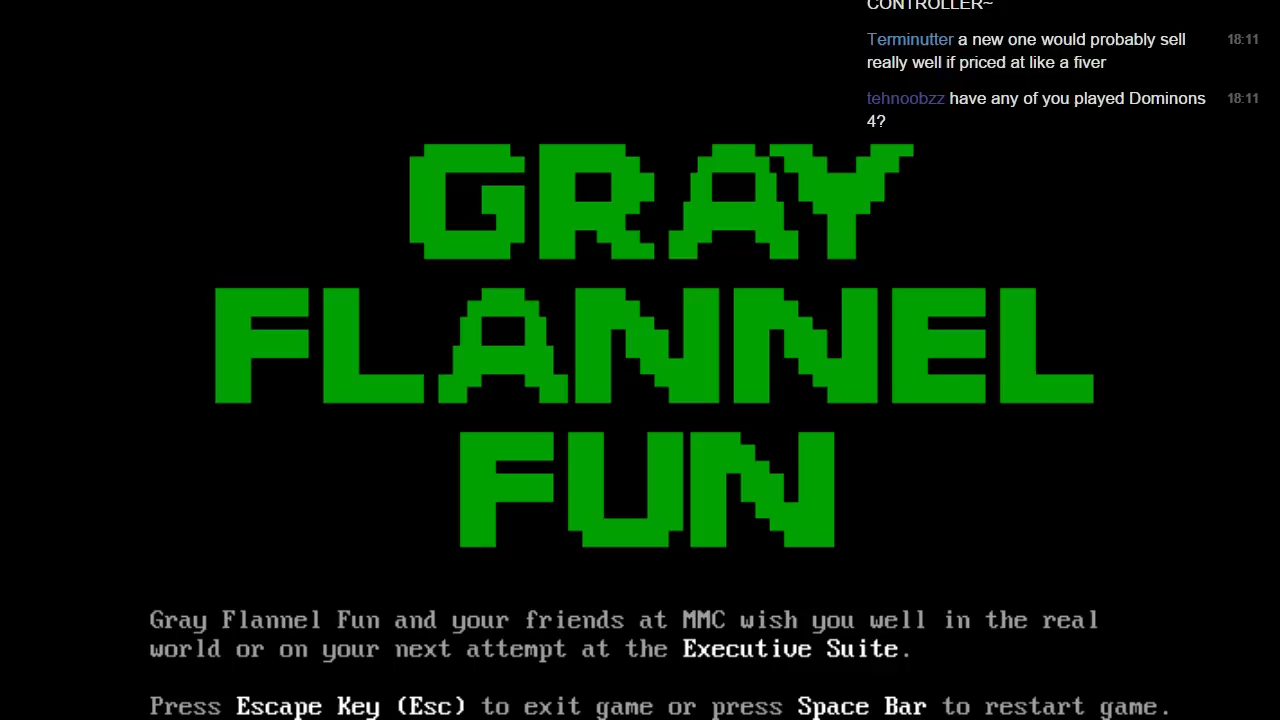 CONTROLLER~
Terminutter a new one would probably sell 18:11
really well if priced at like a fiver
tehnoobzz have any of you played Dominons 18:11
4?
GRAY
FLANNEL
FUN
Gray Flannel Fun and your friends at MMC wish you well in the real
world or on your next attempt at the Executive Suite.
Press Escape Key (Esc) to exit game or press Space Bar to restart game.